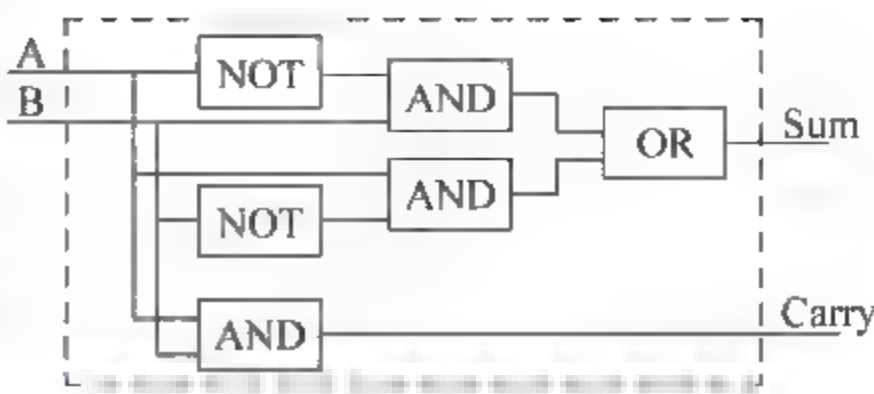 A
NOT
B
AND
OR
Sum
AND
NOT
AND
Carry